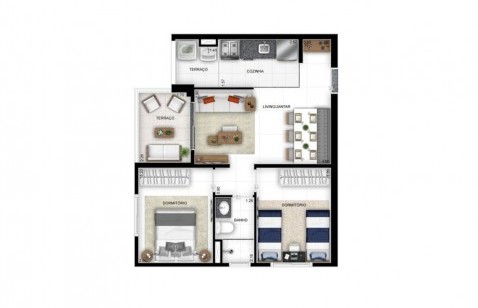 TERRAÇO
COZINHA
LIVING/JANTAR
TERRAÇO
DORMITÓRIO
BANHO
DORMITÓRIO